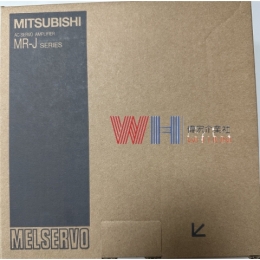 MITSUBISHI
AC SERVO AMPLIFIER
MR-J SERIES
WH
MELSERVO